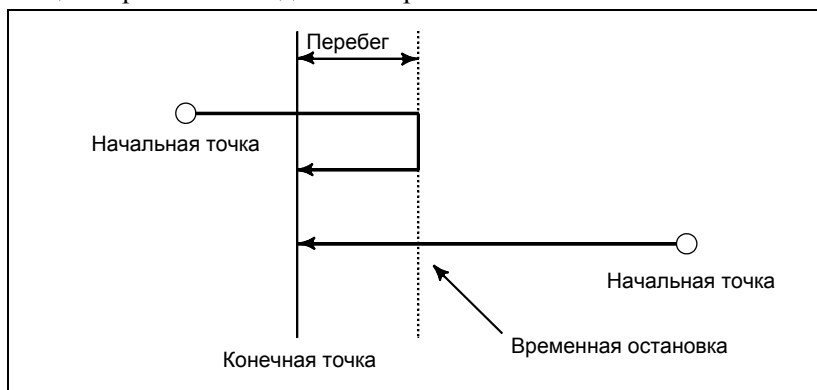 Перебег
Начальная точка
Начальная точка
Временная остановка
Конечная точка